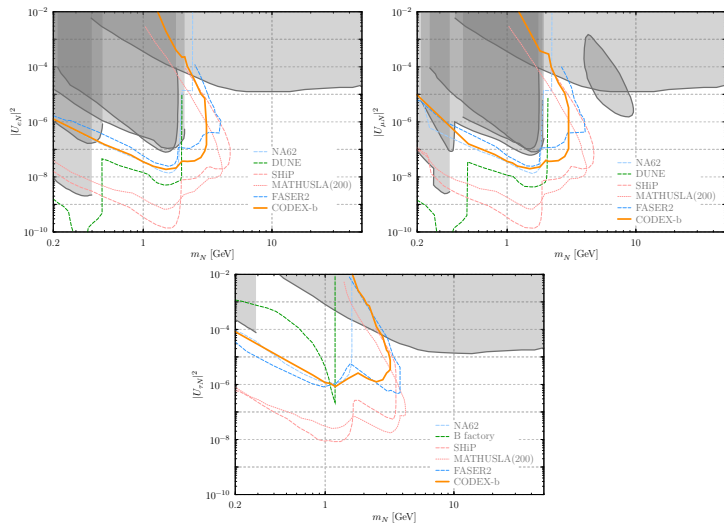 10^−2
10^−4
10^−6
10^−8
10^−10
|U_eN|^2
NA62
DUNE
SHiP
MATHUSLA(200)
FASER2
CODEX-b
0.2 1 10
m_N [GeV]
10^−2
10^−4
10^−6
10^−8
10^−10
|U_μN|^2
NA62
DUNE
SHiP
MATHUSLA(200)
FASER2
CODEX-b
0.2 1 10
m_N [GeV]
10^−2
10^−4
10^−6
10^−8
10^−10
|U_τN|^2
NA62
B factory
SHiP
MATHUSLA(200)
FASER2
CODEX-b
0.2 1 10
m_N [GeV]